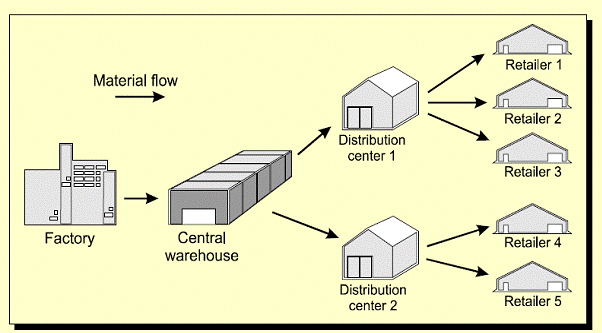 Material flow
Factory
Central
warehouse
Distribution
center 1
Distribution
center 2
Retailer 1
Retailer 2
Retailer 3
Retailer 4
Retailer 5